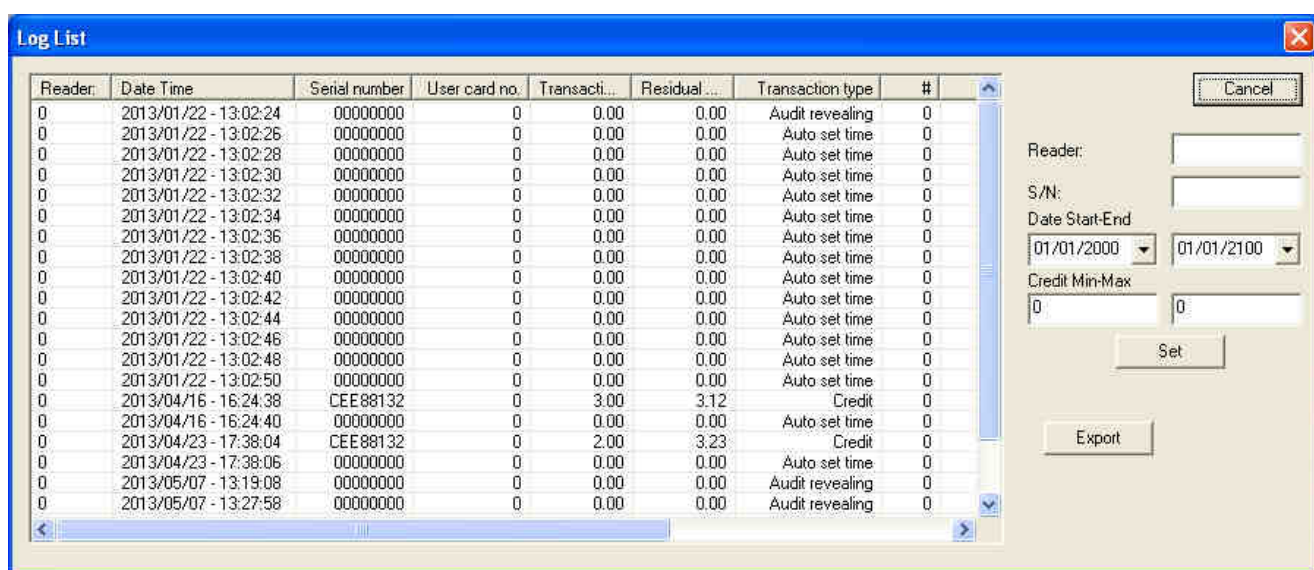 Log List
Reader: Date Time Serial number User card no. Transacti... Residual ... Transaction type #
0 2013/01/22 - 13:02:24 00000000 0 0.00 0.00 Audit revealing 0
0 2013/01/22 - 13:02:26 00000000 0 0.00 0.00 Auto set time 0
0 2013/01/22 - 13:02:28 00000000 0 0.00 0.00 Auto set time 0
0 2013/01/22 - 13:02:30 00000000 0 0.00 0.00 Auto set time 0
0 2013/01/22 - 13:02:32 00000000 0 0.00 0.00 Auto set time 0
0 2013/01/22 - 13:02:34 00000000 0 0.00 0.00 Auto set time 0
0 2013/01/22 - 13:02:36 00000000 0 0.00 0.00 Auto set time 0
0 2013/01/22 - 13:02:38 00000000 0 0.00 0.00 Auto set time 0
0 2013/01/22 - 13:02:40 00000000 0 0.00 0.00 Auto set time 0
0 2013/01/22 - 13:02:42 00000000 0 0.00 0.00 Auto set time 0
0 2013/01/22 - 13:02:44 00000000 0 0.00 0.00 Auto set time 0
0 2013/01/22 - 13:02:46 00000000 0 0.00 0.00 Auto set time 0
0 2013/01/22 - 13:02:48 00000000 0 0.00 0.00 Auto set time 0
0 2013/01/22 - 13:02:50 00000000 0 0.00 0.00 Auto set time 0
0 2013/04/16 - 16:24:38 CEE88132 0 3.00 3.12 Credit 0
0 2013/04/16 - 16:24:40 00000000 0 0.00 0.00 Auto set time 0
0 2013/04/23 - 17:38:04 CEE88132 0 2.00 3.23 Credit 0
0 2013/04/23 - 17:38:06 00000000 0 0.00 0.00 Auto set time 0
0 2013/05/07 - 13:19:08 00000000 0 0.00 0.00 Audit revealing 0
0 2013/05/07 - 13:27:58 00000000 0 0.00 0.00 Audit revealing 0
Cancel
Reader:
S/N:
Date Start-End
01/01/2000 01/01/2100
Credit Min-Max
0 0
Set
Export